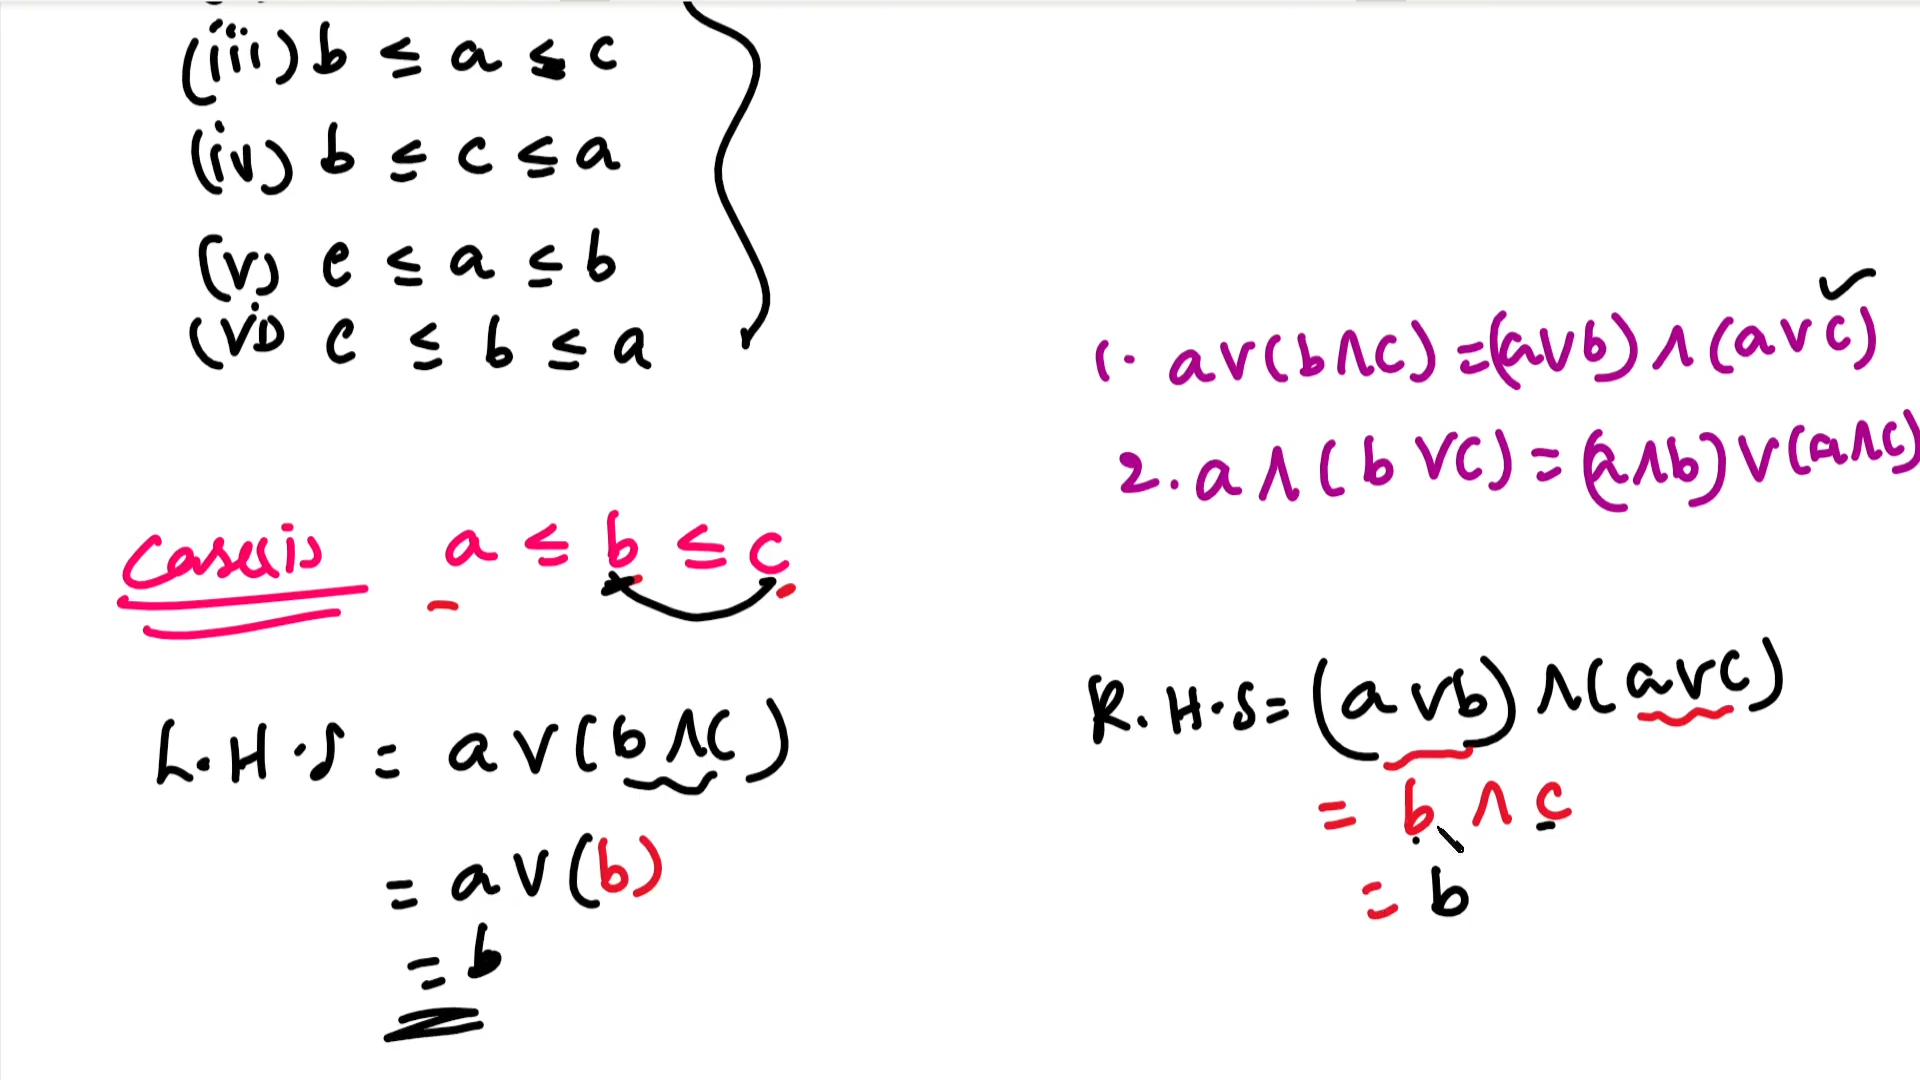 (iii) b ≤ a ≤ c
(iv) b ≤ c ≤ a
(v) c ≤ a ≤ b
(vi) c ≤ b ≤ a
1. a ∨ (b ∧ c) = (a ∨ b) ∧ (a ∨ c)
2. a ∧ (b ∨ c) = (a ∧ b) ∨ (a ∧ c)
Case(i) a ≤ b ≤ c
L.H.S = a ∨ (b ∧ c)
= a ∨ (b)
= b
R.H.S = (a ∨ b) ∧ (a ∨ c)
= b ∧ c
= b